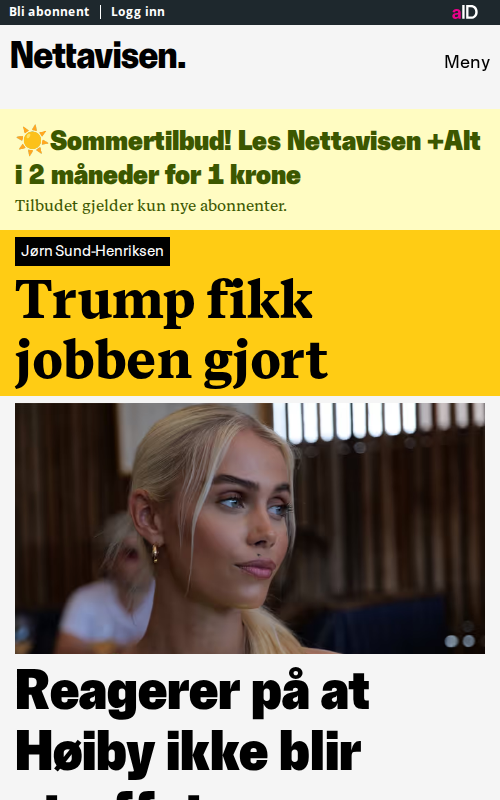 Bli abonnent | Logg inn
aID
Nettavisen.
Meny
☀️Sommertilbud! Les Nettavisen +Alt
i 2 måneder for 1 krone
Tilbudet gjelder kun nye abonnenter.
Jørn Sund-Henriksen
Trump fikk
jobben gjort
Reagerer på at
Høiby ikke blir